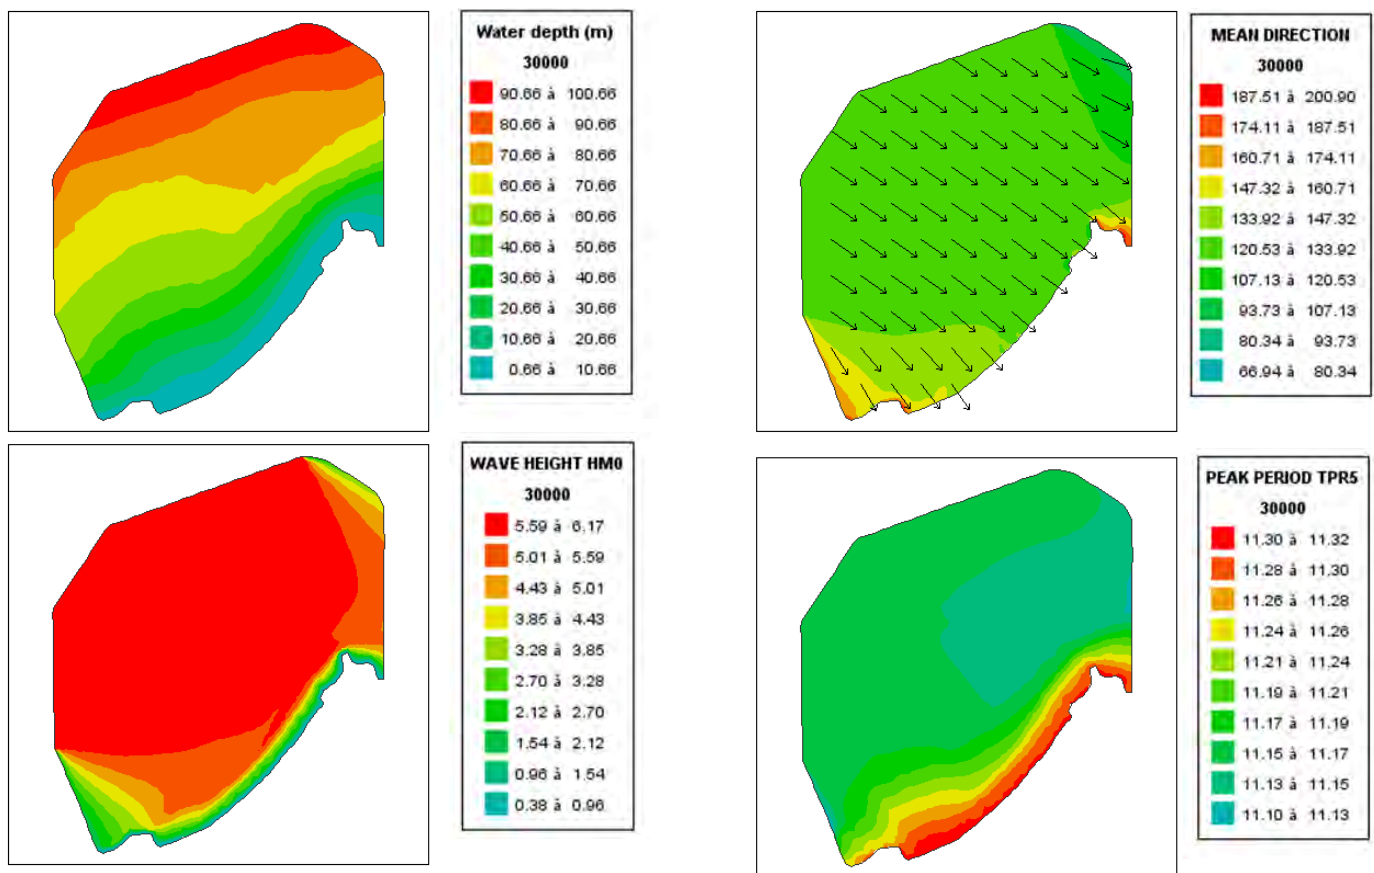 Water depth (m)
30000
90.66 à 100.66
80.66 à 90.66
70.66 à 80.66
60.66 à 70.66
50.66 à 60.66
40.66 à 50.66
30.66 à 40.66
20.66 à 30.66
10.66 à 20.66
0.66 à 10.66
MEAN DIRECTION
30000
187.51 à 200.90
174.11 à 187.51
160.71 à 174.11
147.32 à 160.71
133.92 à 147.32
120.53 à 133.92
107.13 à 120.53
93.73 à 107.13
80.34 à 93.73
66.94 à 80.34
WAVE HEIGHT HM0
30000
5.59 à 6.17
5.01 à 5.59
4.43 à 5.01
3.85 à 4.43
3.28 à 3.85
2.70 à 3.28
2.12 à 2.70
1.54 à 2.12
0.96 à 1.54
0.38 à 0.96
PEAK PERIOD TPR5
30000
11.30 à 11.32
11.28 à 11.30
11.26 à 11.28
11.24 à 11.26
11.21 à 11.24
11.19 à 11.21
11.17 à 11.19
11.15 à 11.17
11.13 à 11.15
11.10 à 11.13